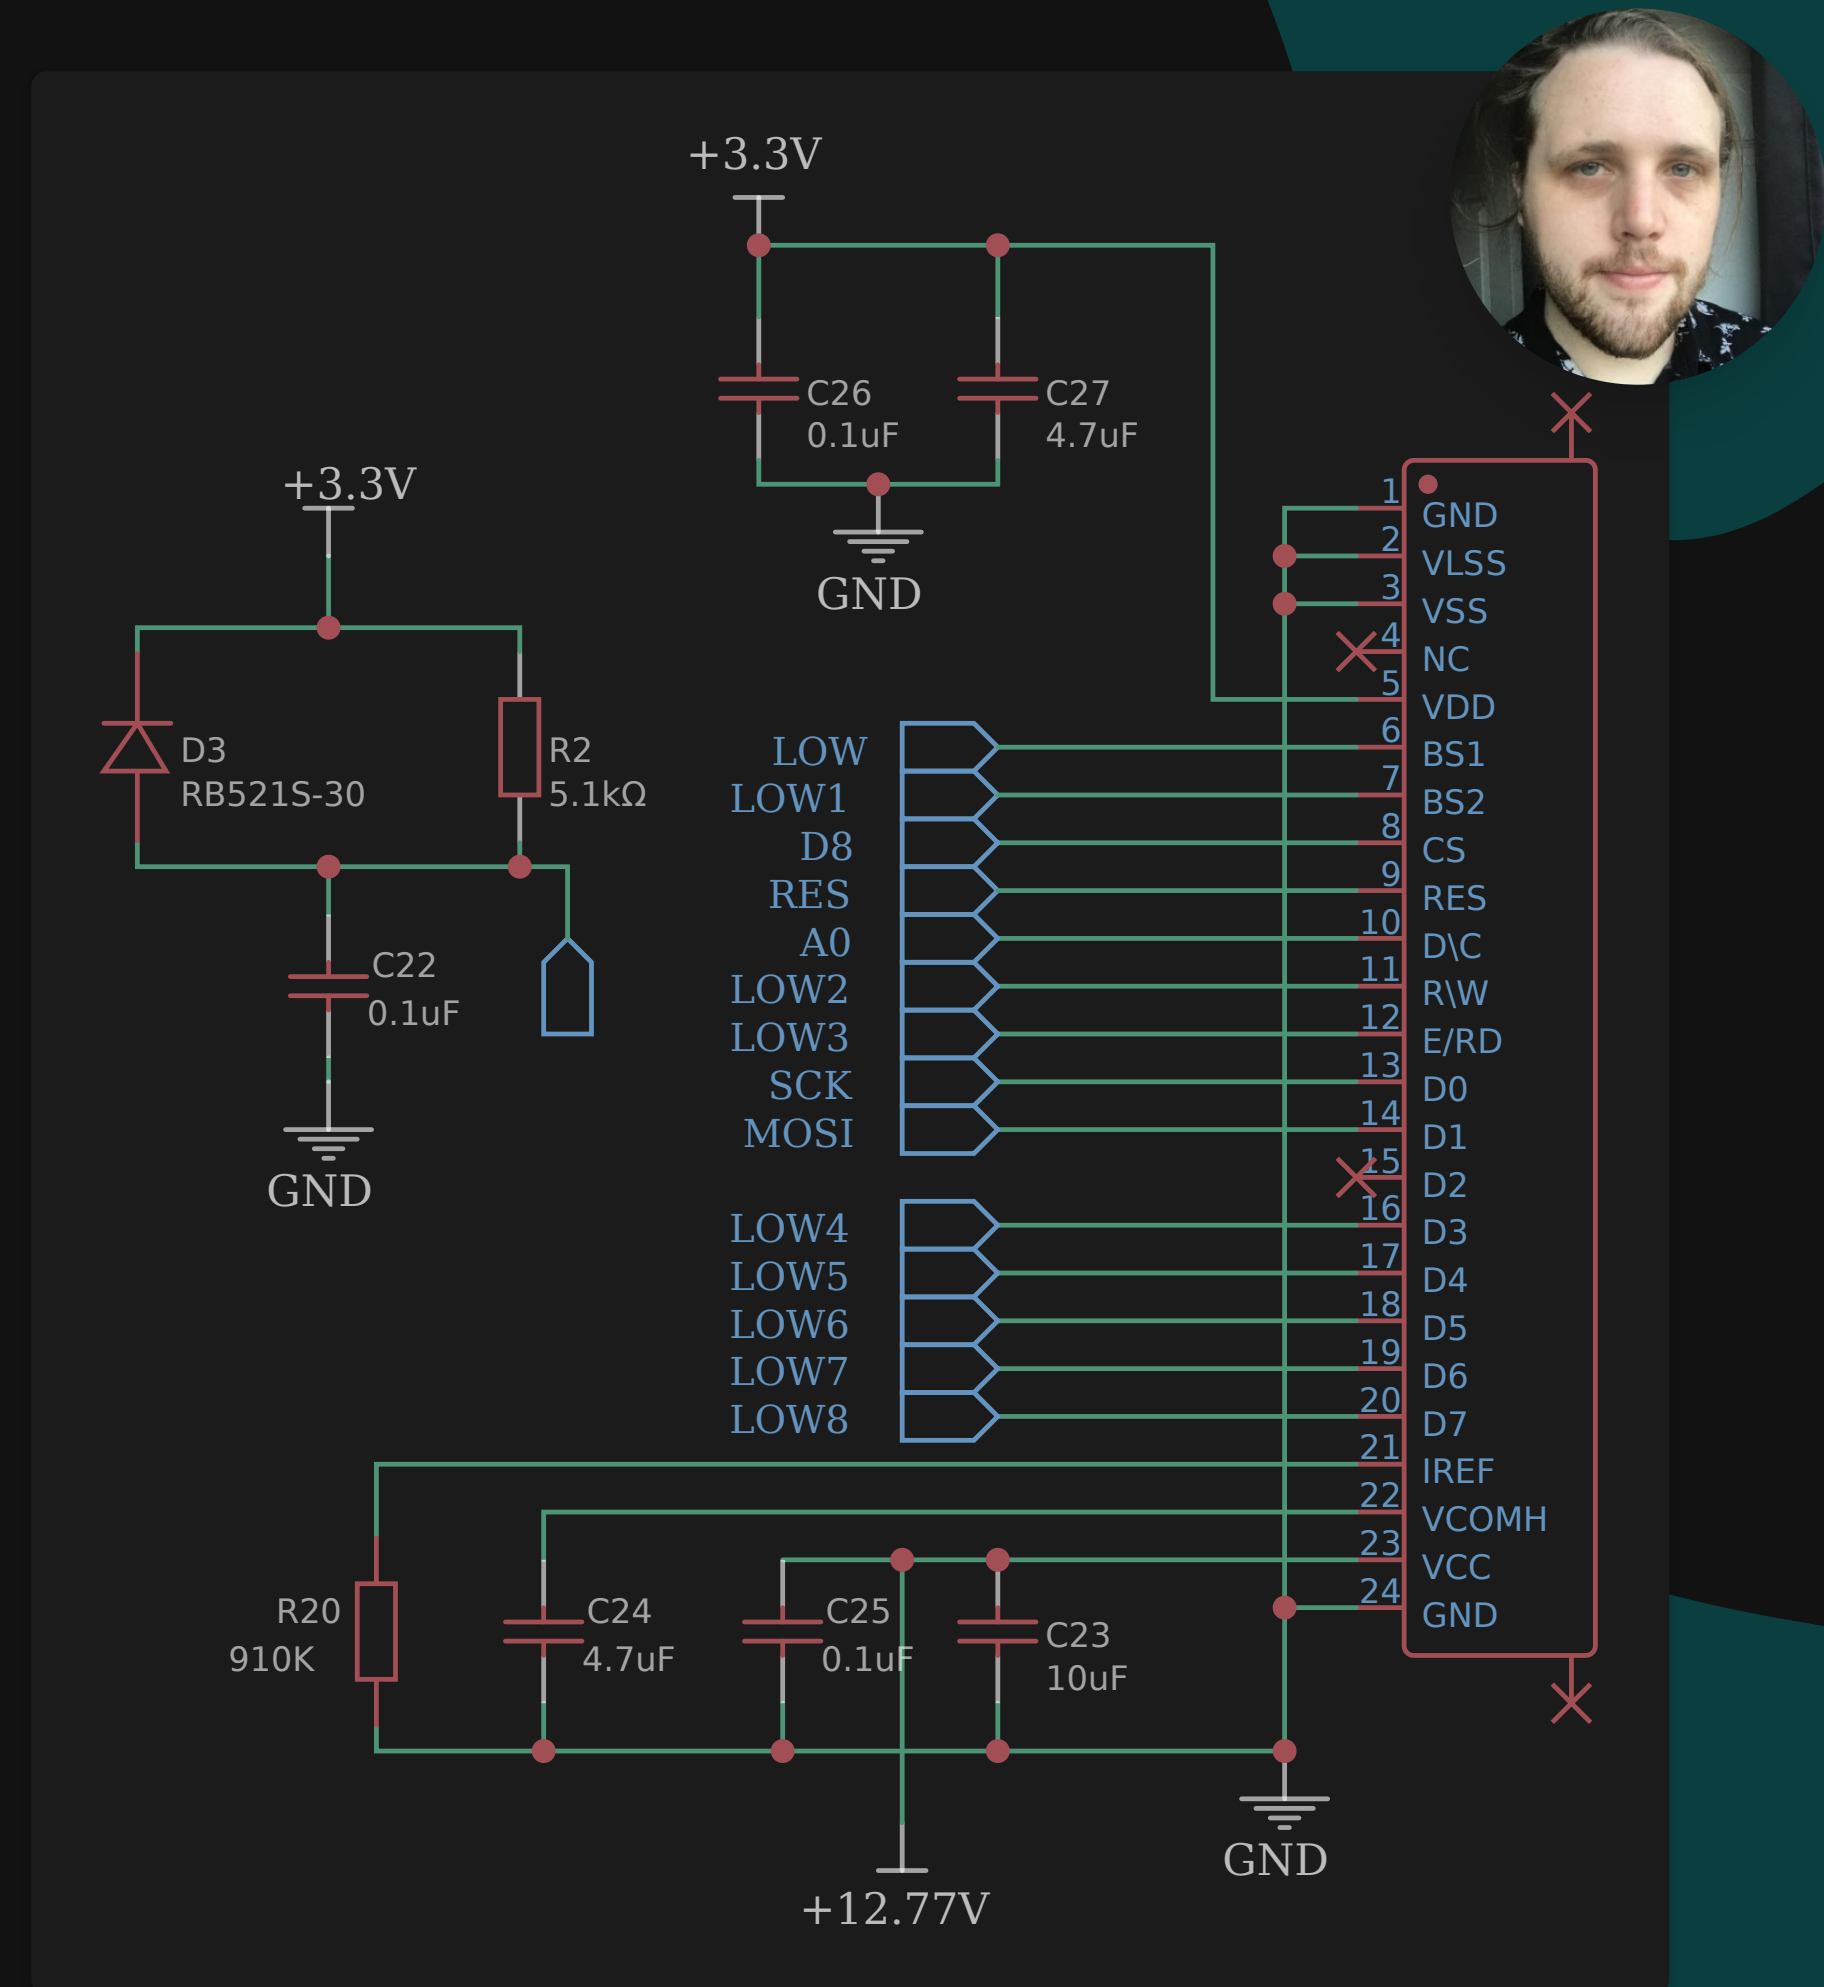 +3.3V
C26
0.1uF
C27
4.7uF
GND
+3.3V
D3
RB521S-30
R2
5.1kΩ
C22
0.1uF
GND
LOW
LOW1
D8
RES
A0
LOW2
LOW3
SCK
MOSI
LOW4
LOW5
LOW6
LOW7
LOW8
1 GND
2 VLSS
3 VSS
4 NC
5 VDD
6 BS1
7 BS2
8 CS
9 RES
10 D\C
11 R\W
12 E/RD
13 D0
14 D1
15 D2
16 D3
17 D4
18 D5
19 D6
20 D7
21 IREF
22 VCOMH
23 VCC
24 GND
R20
910K
C24
4.7uF
C25
0.1uF
C23
10uF
GND
+12.77V